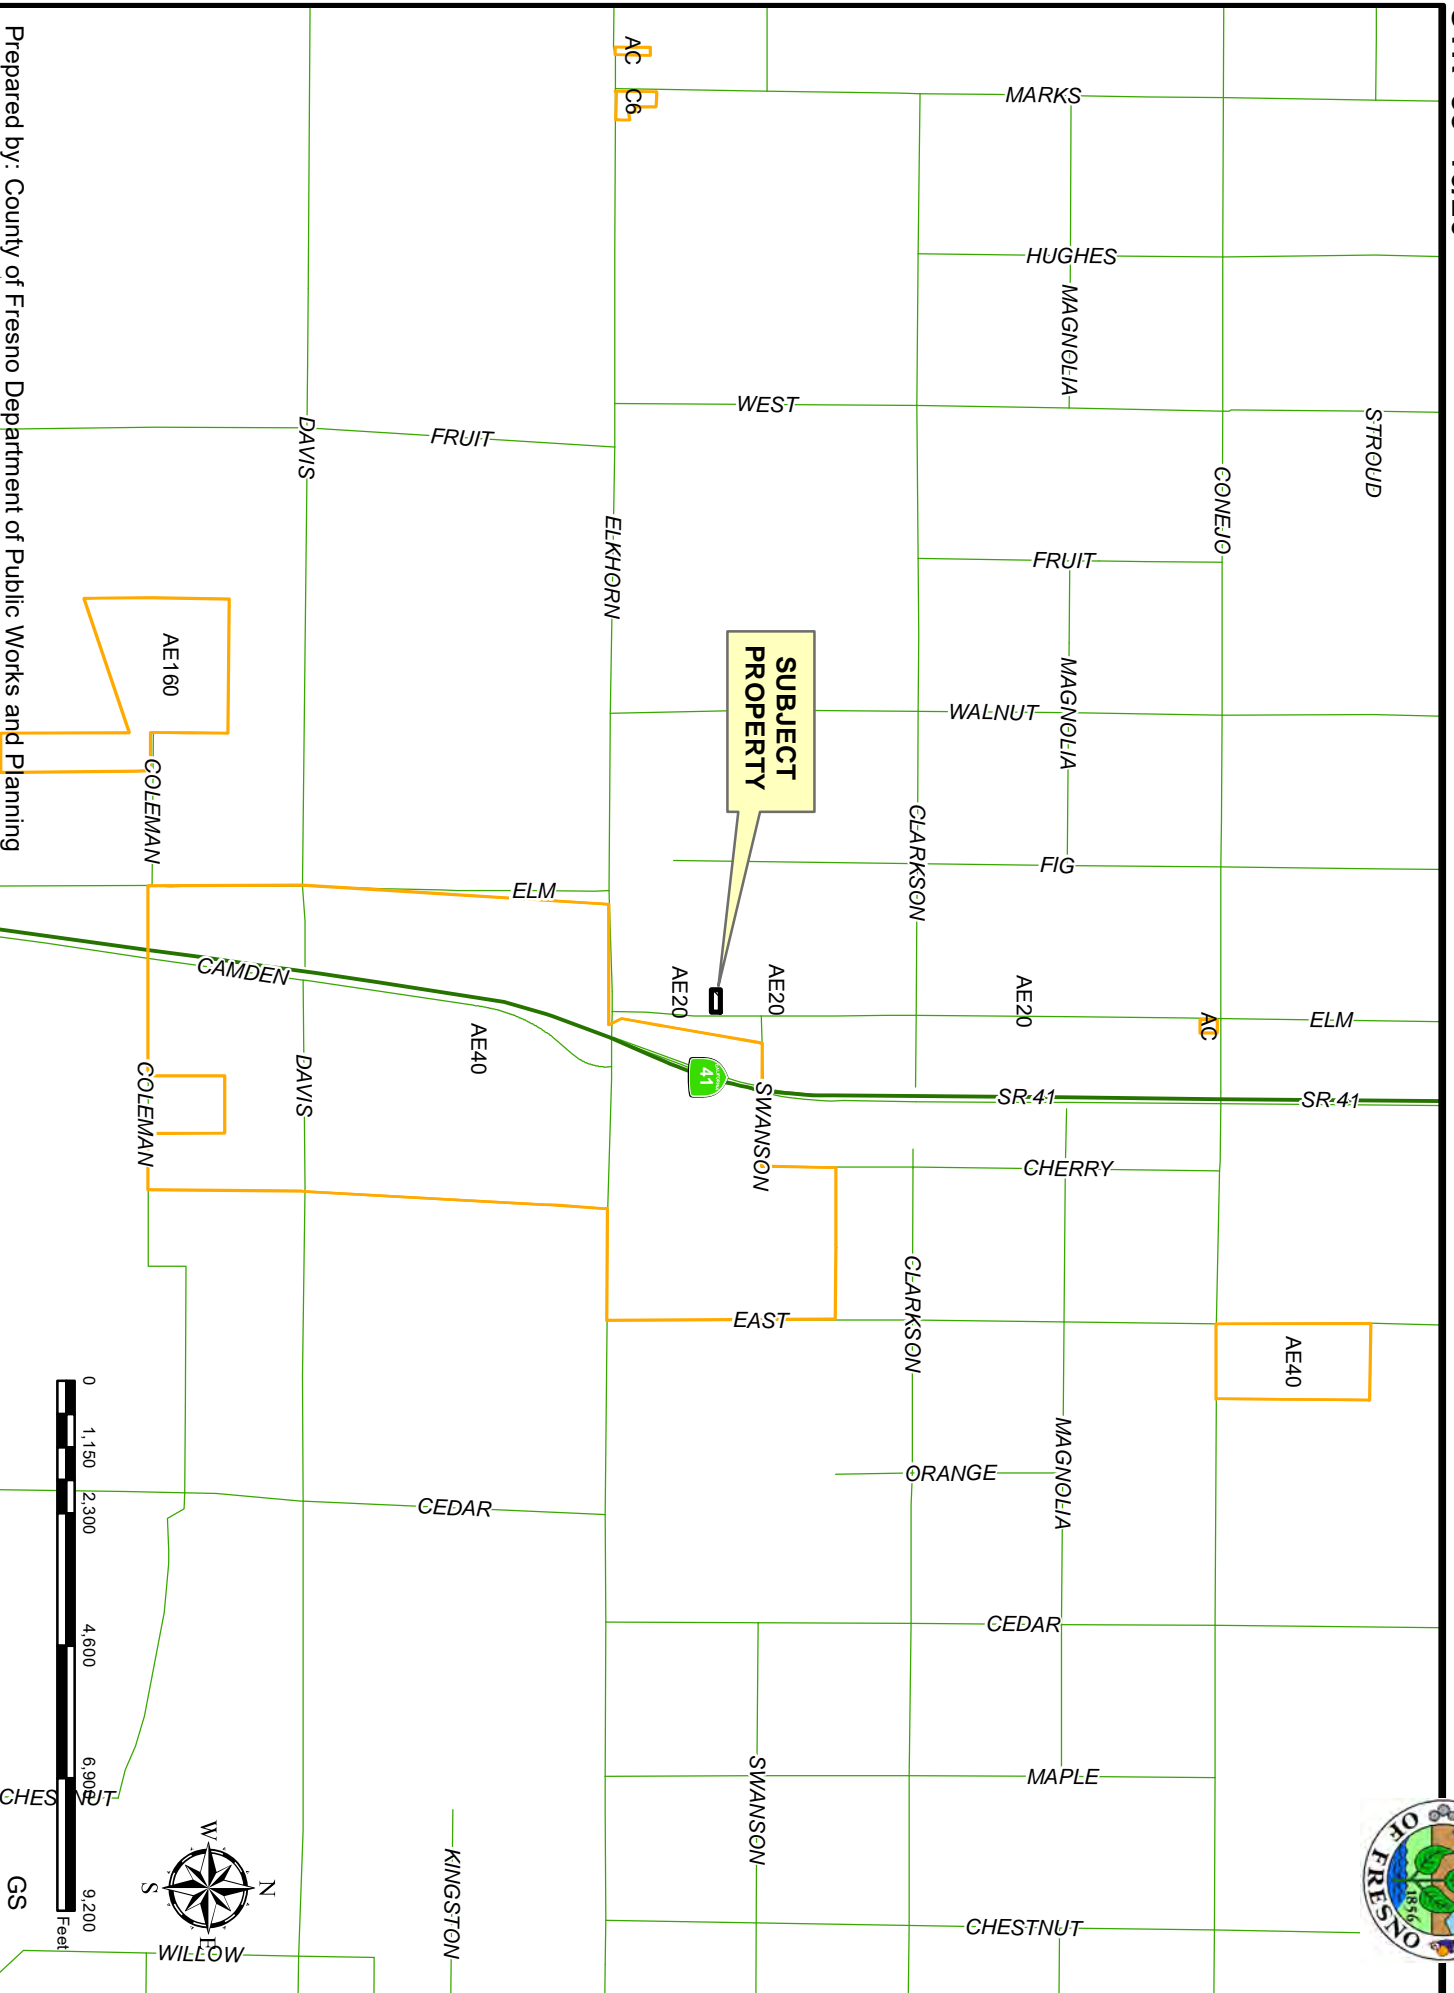 STROUD
CONEJO
MARKS
HUGHES
MAGNOLIA
WEST
FRUIT
MAGNOLIA
WALNUT
FIG
ELM
AC
AE20
SR 41
SR 41
CHERRY
AE40
MAGNOLIA
ORANGE
CEDAR
MAPLE
CHESTNUT
CLARKSON
CLARKSON
SUBJECT
PROPERTY
AE20
AE20
SWANSON
41
EAST
SWANSON
AC
C6
ELKHORN
FRUIT
ELM
AE40
CEDAR
KINGSTON
DAVIS
DAVIS
CAMDEN
AE160
COLEMAN
COLEMAN
WILLOW
CHESTNUT
N
W
E
S
0
1,150
2,300
4,600
6,900
9,200
Feet
GS
Prepared by: County of Fresno Department of Public Works and Planning
OF FRESNO
1856